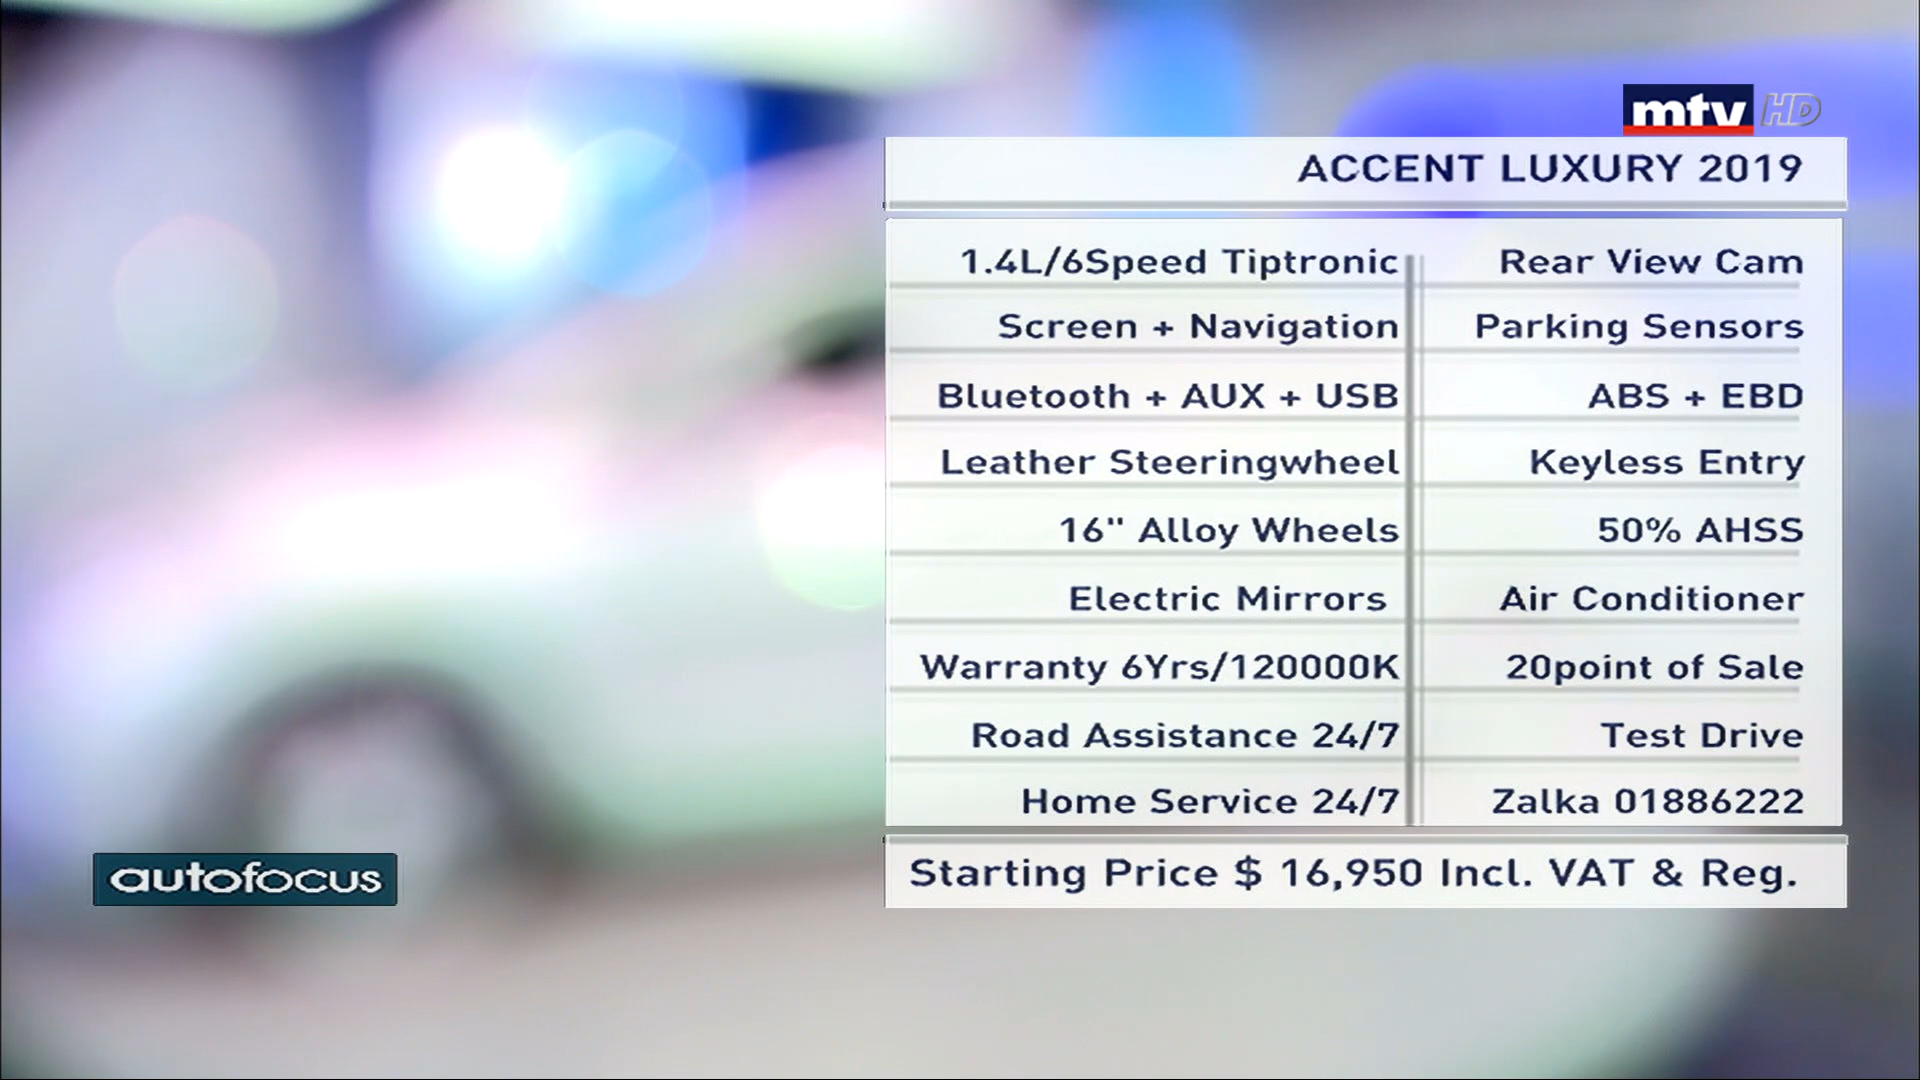 mtv HD
ACCENT LUXURY 2019
1.4L/6Speed Tiptronic
Rear View Cam
Screen + Navigation
Parking Sensors
Bluetooth + AUX + USB
ABS + EBD
Leather Steeringwheel
Keyless Entry
16" Alloy Wheels
50% AHSS
Electric Mirrors
Air Conditioner
Warranty 6Yrs/120000K
20point of Sale
Road Assistance 24/7
Test Drive
Home Service 24/7
Zalka 01886222
Starting Price $ 16,950 Incl. VAT & Reg.
autofocus